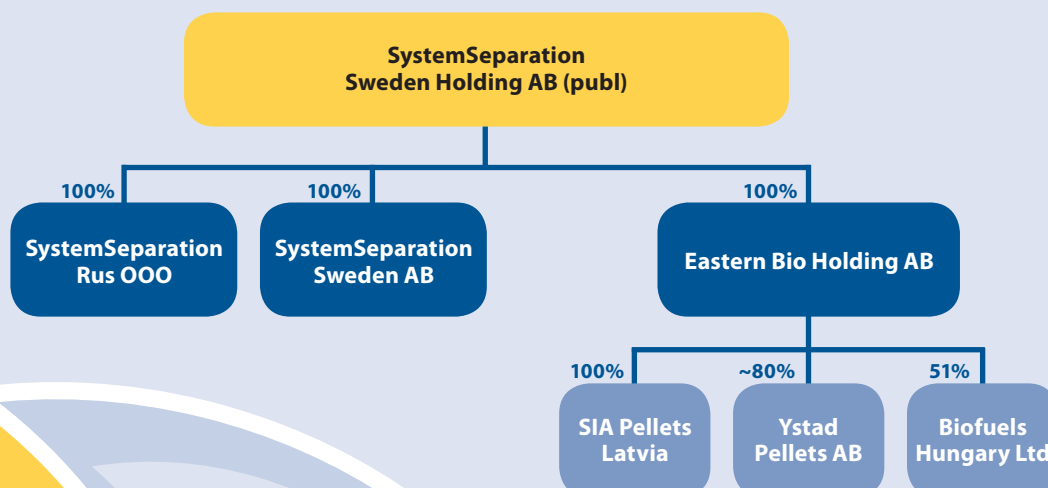 SystemSeparation
Sweden Holding AB (publ)
100%
100%
100%
SystemSeparation
Rus OOO
SystemSeparation
Sweden AB
Eastern Bio Holding AB
100%
~80%
51%
SIA Pellets
Latvia
Ystad
Pellets AB
Biofuels
Hungary Ltd